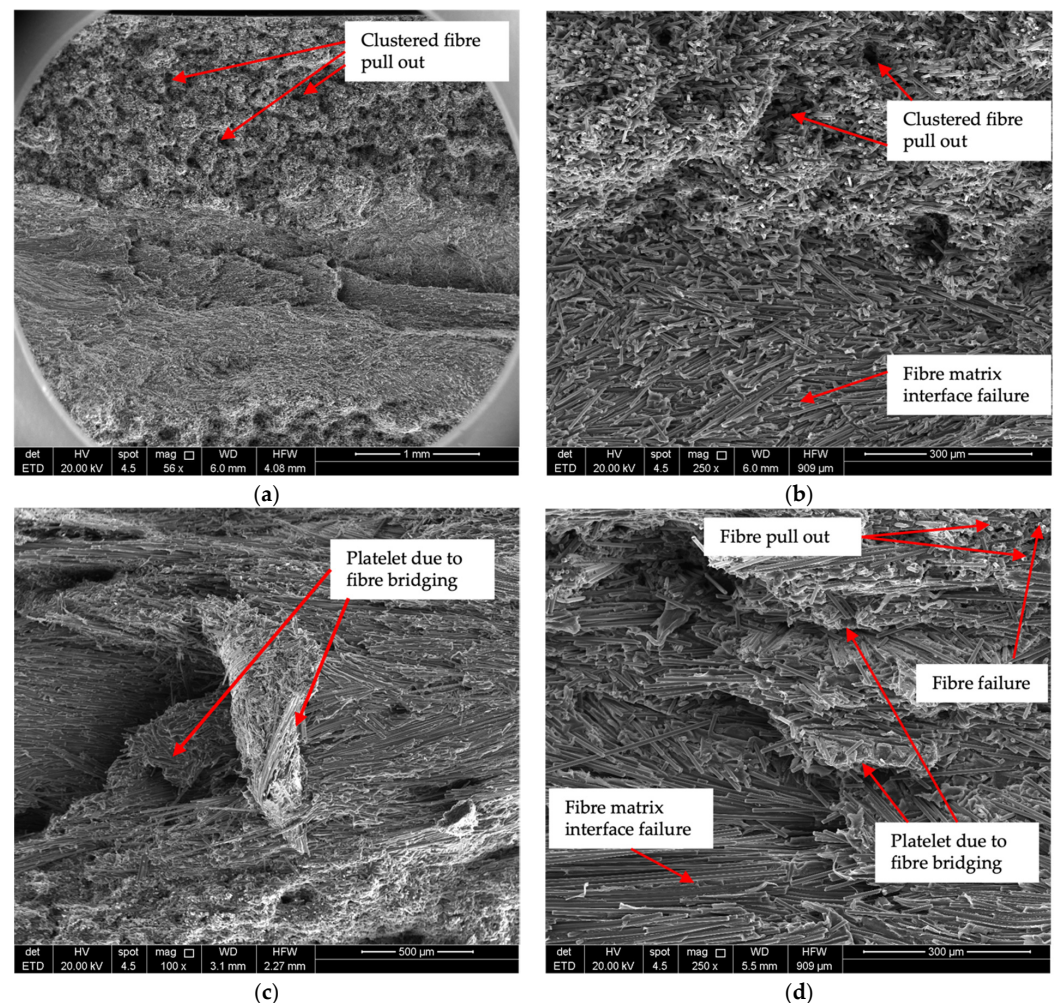 Clustered fibre
pull out
det HV spot mag WD HFW
ETD 20.00 kV 4.5 56 x 6.0 mm 4.08 mm
1 mm
(a)
Clustered fibre
pull out
Fibre matrix
interface failure
det HV spot mag WD HFW
ETD 20.00 kV 4.5 250 x 6.0 mm 909 µm
300 µm
(b)
Platelet due to
fibre bridging
det HV spot mag WD HFW
ETD 20.00 kV 4.5 100 x 3.1 mm 2.27 mm
500 µm
(c)
Fibre pull out
Fibre failure
Fibre matrix
interface failure
Platelet due to
fibre bridging
det HV spot mag WD HFW
ETD 20.00 kV 4.5 250 x 5.5 mm 909 µm
300 µm
(d)